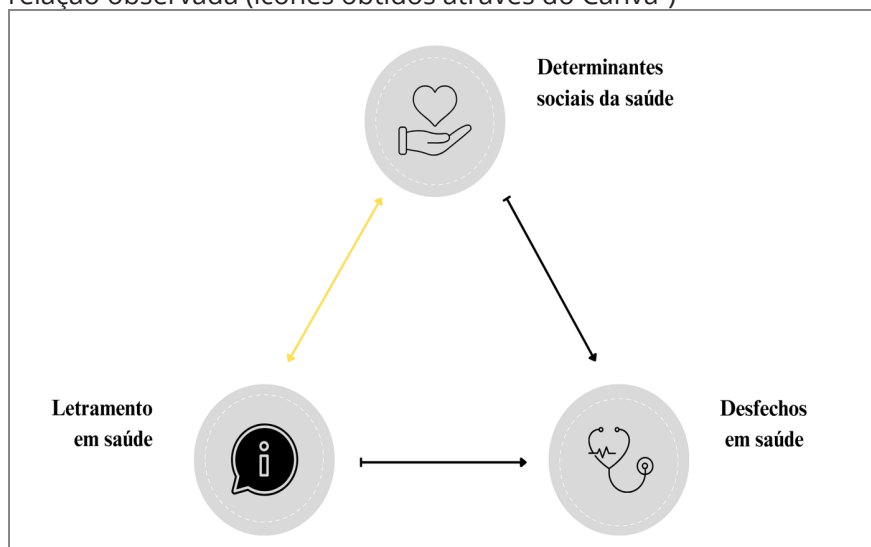 relação observada (ícones obtidos através do Canva
Determinantes
sociais da saúde
Letramento
em saúde
Desfechos
em saúde